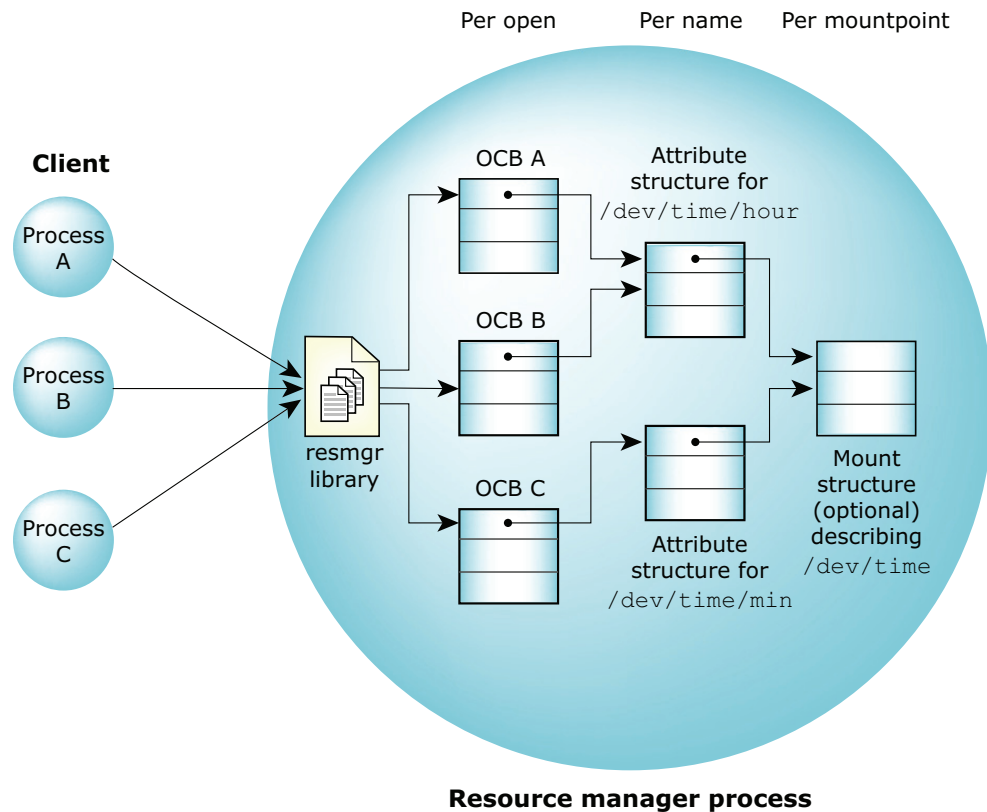 Per open
Per name
Per mountpoint
Client
Process
A
Process
B
Process
C
resmgr
library
OCB A
OCB B
OCB C
Attribute
structure for
/dev/time/hour
Attribute
structure for
/dev/time/min
Mount
structure
(optional)
describing
/dev/time
Resource manager process